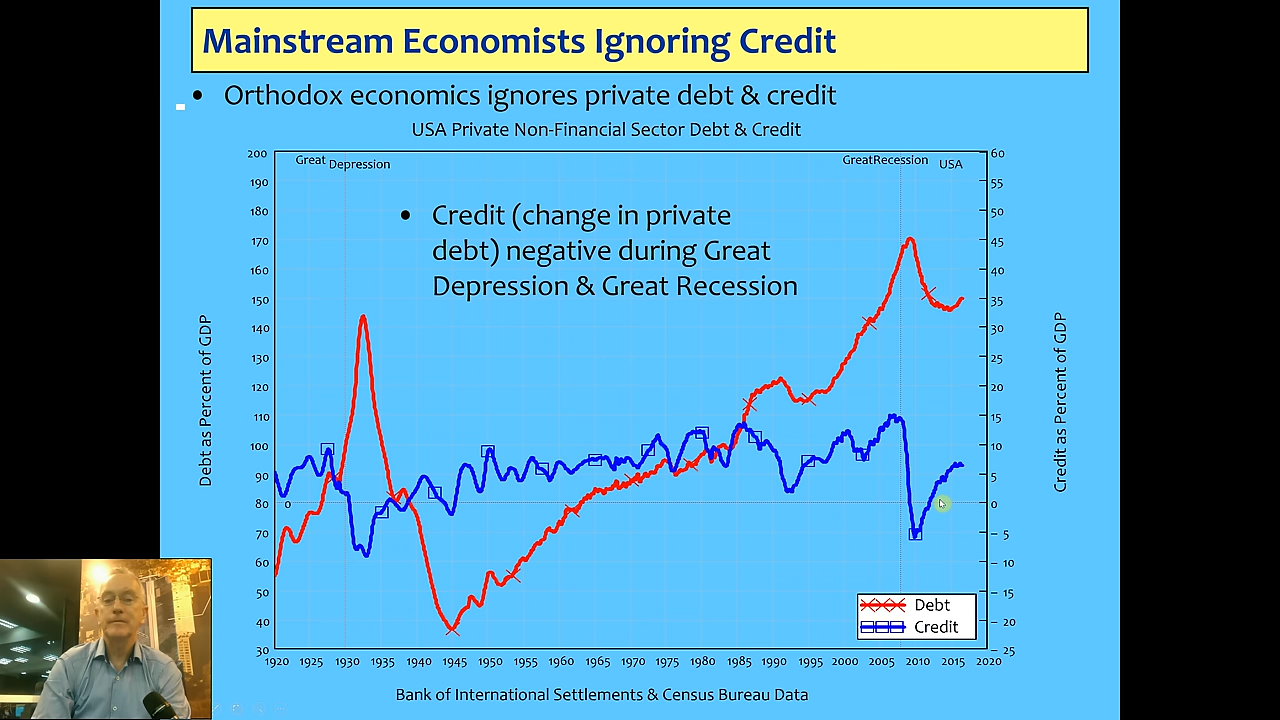 Mainstream Economists Ignoring Credit
• Orthodox economics ignores private debt & credit
USA Private Non-Financial Sector Debt & Credit
Great Depression
GreatRecession USA
• Credit (change in private
debt) negative during Great
Depression & Great Recession
Debt as Percent of GDP
200
190
180
170
160
150
140
130
120
110
100
90
80
70
60
50
40
30
0
60
55
50
45
40
35
30
25
20
15
10
5
0
– 5
– 10
– 15
– 20
– 25
Credit as Percent of GDP
Debt
Credit
1920 1925 1930 1935 1940 1945 1950 1955 1960 1965 1970 1975 1980 1985 1990 1995 2000 2005 2010 2015 2020
Bank of International Settlements & Census Bureau Data